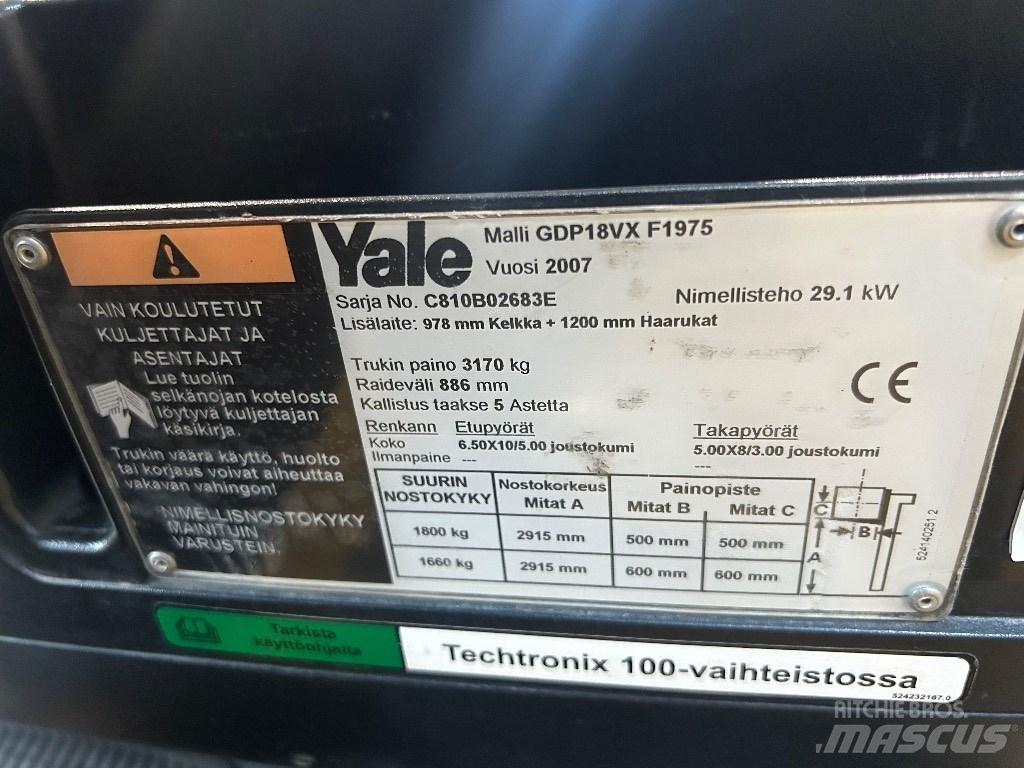 Yale
Malli GDP18VX F1975
Vuosi 2007
Sarja No. C810B02683E
Nimellisteho 29.1 kW
Lisälaite: 978 mm Kelkka + 1200 mm Haarukat
Trukin paino 3170 kg
Raideväli 886 mm
Kallistus taakse 5 Astetta
CE
Renkann Etupyörät Takapyörät
Koko 6.50X10/5.00 joustokumi 5.00X8/3.00 joustokumi
Ilmanpaine --- ---
SUURIN NOSTOKYKY Nostokorkeus Mitat A Painopiste Mitat B Mitat C
1800 kg 2915 mm 500 mm 500 mm
1660 kg 2915 mm 600 mm 600 mm
C
B
A
524140251 2
VAIN KOULUTETUT
KULJETTAJAT JA
ASENTAJAT
Lue tuolin
selkänojan kotelosta
löytyvä kuljettajan
käsikirja.
Trukin väärä käyttö, huolto
tai korjaus voivat aiheuttaa
vakavan vahingon!
NIMELLISNOSTOKYKY
MAINITUIN
VARUSTEIN.
Tarkista
käyttöohjeita
Techtronix 100-vaihteistossa
524232167.0
RITCHIE BROS.
MASCUS